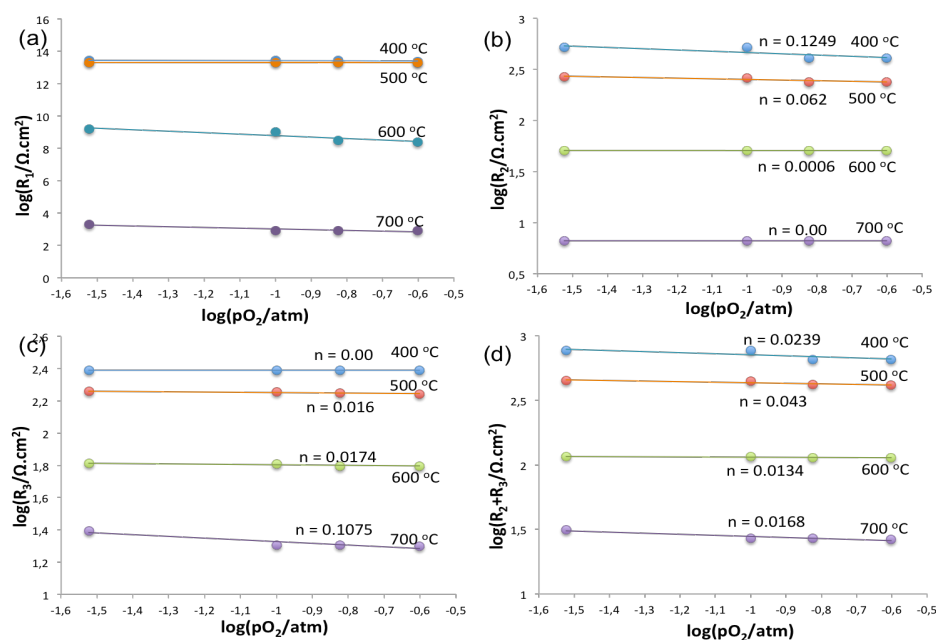 (a)
log(R₁/Ω.cm²)
16
14
12
10
8
6
4
2
0
400 °C
500 °C
600 °C
700 °C
-1,6 -1,5 -1,4 -1,3 -1,2 -1,1 -1 -0,9 -0,8 -0,7 -0,6 -0,5
log(pO₂/atm)
(b)
log(R₂/Ω.cm²)
3
2,5
2
1,5
1
0,5
n = 0.1249 400 °C
n = 0.062 500 °C
n = 0.0006 600 °C
n = 0.00 700 °C
-1,6 -1,5 -1,4 -1,3 -1,2 -1,1 -1 -0,9 -0,8 -0,7 -0,6 -0,5
log(pO₂/atm)
(c)
log(R₃/Ω.cm²)
2,6
2,4
2,2
2
1,8
1,6
1,4
1,2
1
n = 0.00 400 °C
500 °C
n = 0.016
n = 0.0174
600 °C
n = 0.1075
700 °C
-1,6 -1,5 -1,4 -1,3 -1,2 -1,1 -1 -0,9 -0,8 -0,7 -0,6 -0,5
log(pO₂/atm)
(d)
log(R₂+R₃/Ω.cm²)
3
2,5
2
1,5
1
n = 0.0239 400 °C
500 °C
n = 0.043
n = 0.0134 600 °C
n = 0.0168 700 °C
-1,6 -1,5 -1,4 -1,3 -1,2 -1,1 -1 -0,9 -0,8 -0,7 -0,6 -0,5
log(pO₂/atm)